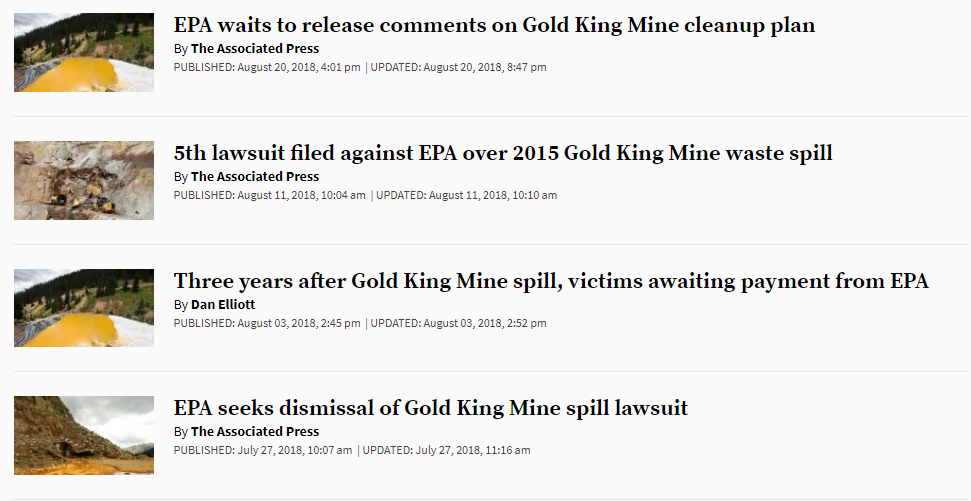 EPA waits to release comments on Gold King Mine cleanup plan
By The Associated Press
PUBLISHED: August 20, 2018, 4:01 pm | UPDATED: August 20, 2018, 8:47 pm
5th lawsuit filed against EPA over 2015 Gold King Mine waste spill
By The Associated Press
PUBLISHED: August 11, 2018, 10:04 am | UPDATED: August 11, 2018, 10:10 am
Three years after Gold King Mine spill, victims awaiting payment from EPA
By Dan Elliott
PUBLISHED: August 03, 2018, 2:45 pm | UPDATED: August 03, 2018, 2:52 pm
EPA seeks dismissal of Gold King Mine spill lawsuit
By The Associated Press
PUBLISHED: July 27, 2018, 10:07 am | UPDATED: July 27, 2018, 11:16 am